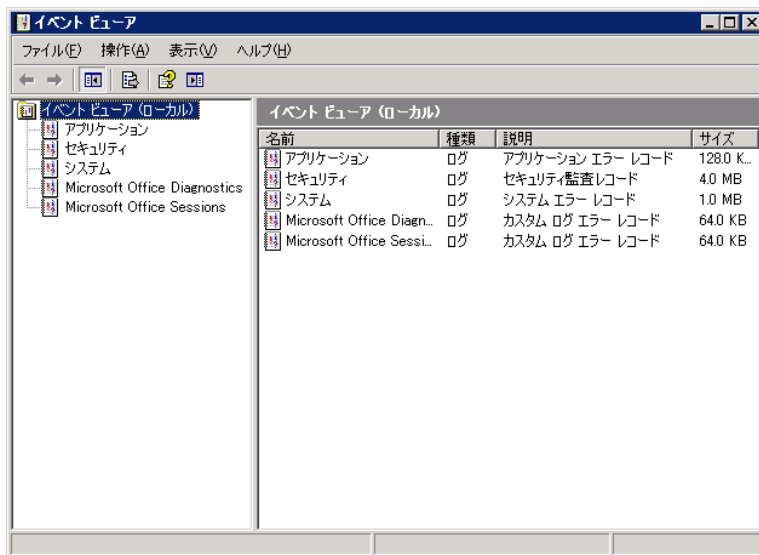 イベント ビューア
ファイル(F) 操作(A) 表示(V) ヘルプ(H)
イベント ビューア (ローカル)
アプリケーション
セキュリティ
システム
Microsoft Office Diagnostics
Microsoft Office Sessions
イベント ビューア (ローカル)
名前 種類 説明 サイズ
アプリケーション ログ アプリケーション エラー レコード 128.0 K...
セキュリティ ログ セキュリティ監査レコード 4.0 MB
システム ログ システム エラー レコード 1.0 MB
Microsoft Office Diagn... ログ カスタム ログ エラー レコード 64.0 KB
Microsoft Office Sessi... ログ カスタム ログ エラー レコード 64.0 KB